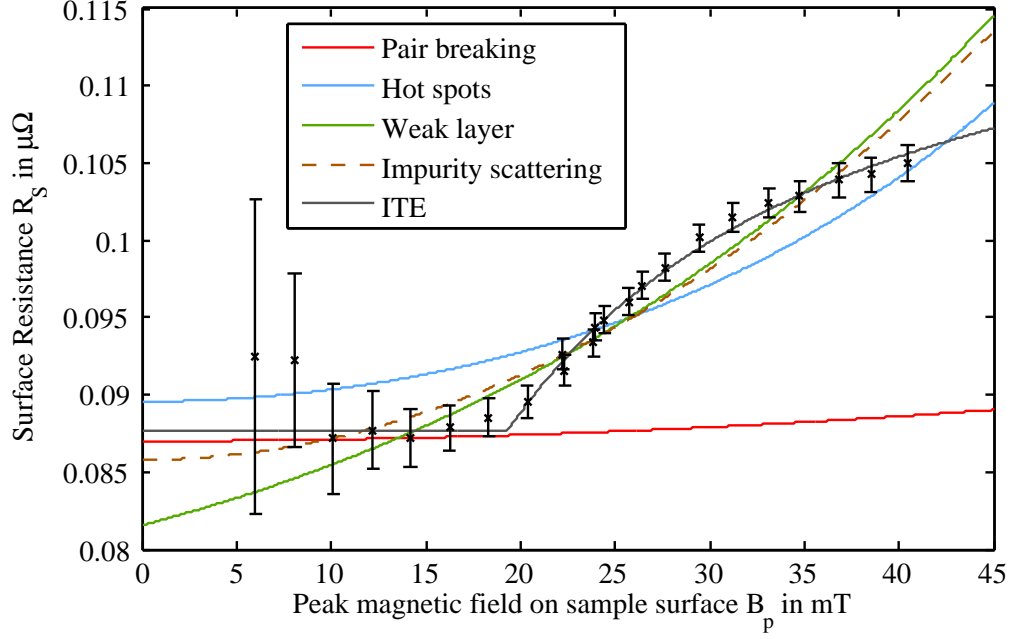 0.115
0.11
0.105
0.1
0.095
0.09
0.085
0.08
Surface Resistance R_S in μΩ
Pair breaking
Hot spots
Weak layer
Impurity scattering
ITE
0 5 10 15 20 25 30 35 40 45
Peak magnetic field on sample surface B_p in mT